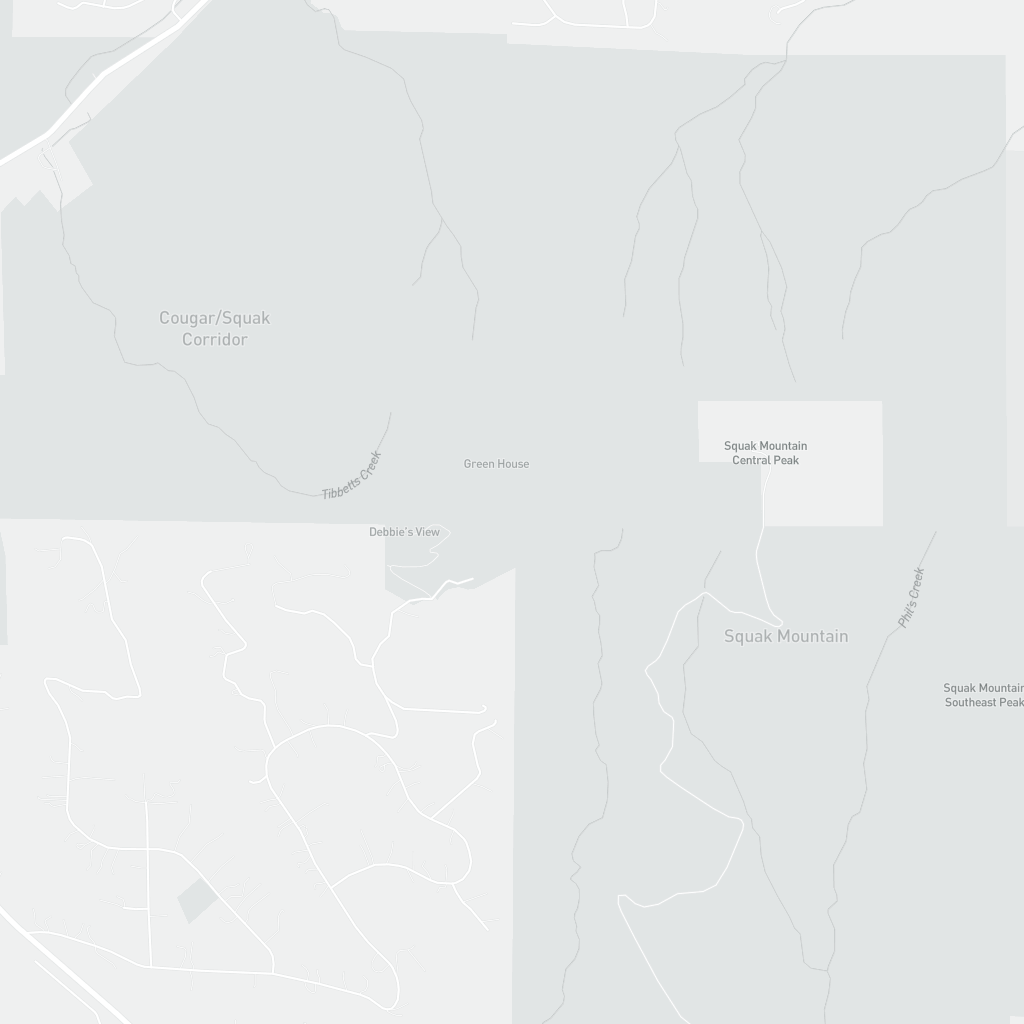 Cougar/Squak
Corridor
Squak Mountain
Central Peak
Green House
Tibbetts Creek
Debbie's View
Phil's Creek
Squak Mountain
Squak Mountain
Southeast Peak